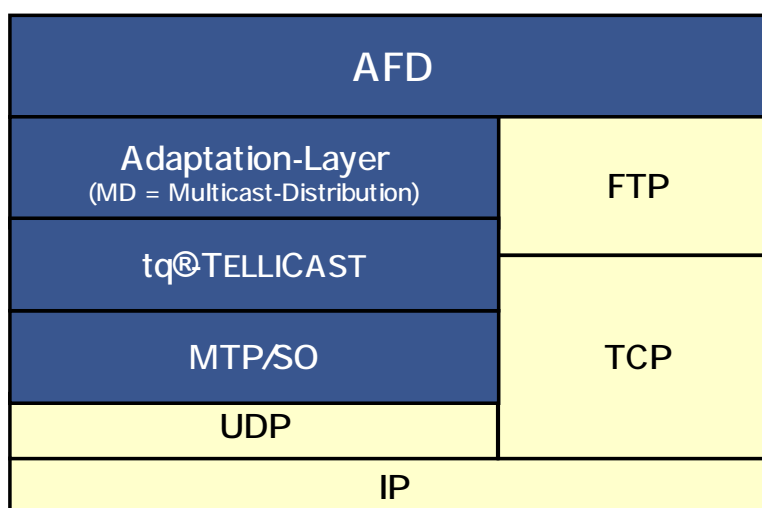 AFD
Adaptation-Layer
(MD = Multicast-Distribution)
FTP
tq®-TELLICAST
MTP/SO
TCP
UDP
IP